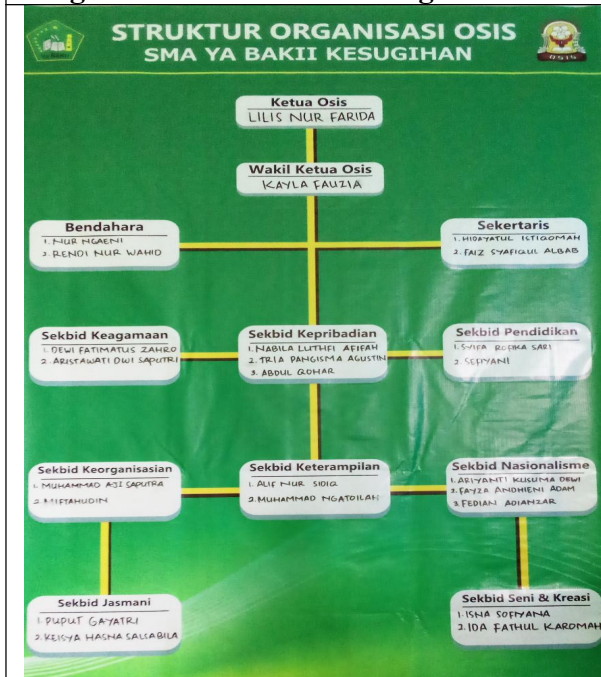 STRUKTUR ORGANISASI OSIS
SMA YA BAKII KESUGIHAN
OSIS
Ketua Osis
LILIS NUR FARIDA
Wakil Ketua Osis
KAYLA FAUZIA
Bendahara
1. NUR NGAENI
2. RENDI NUR WAHID
Sekertaris
1. HIDAYATUL ISTIQOMAH
2. FAIZ SYAFIQUL ALBAB
Sekbid Keagamaan
1. DEWI FATIMATUS ZAHRO
2. ARISTAWATI DWI SAPUTRI
Sekbid Kepribadian
1. NABILA LUTHFI AFIFAH
2. TRIA PANGISMA AGUSTIN
3. ABDUL QOHAR
Sekbid Pendidikan
1. SYIFA ROFKA SARI
2. SEFIYANI
Sekbid Keorganisasian
1. MUHAMMAD AJI SAPUTRA
2. MIFTAHUDIN
Sekbid Keterampilan
1. ALIF NUR SIDIQ
2. MUHAMMAD NGATOILAH
Sekbid Nasionalisme
1. ARIYANTI KUSUMA DEWI
2. FAYZA ANDHIENI ADAM
3. FEDIAN ADIANZAR
Sekbid Jasmani
1. PUPUT GAYATRI
2. KEISYA HASNA SALSABILA
Sekbid Seni & Kreasi
1. ISNA SOFIYANA
2. IDA FATHUL KAROMAH